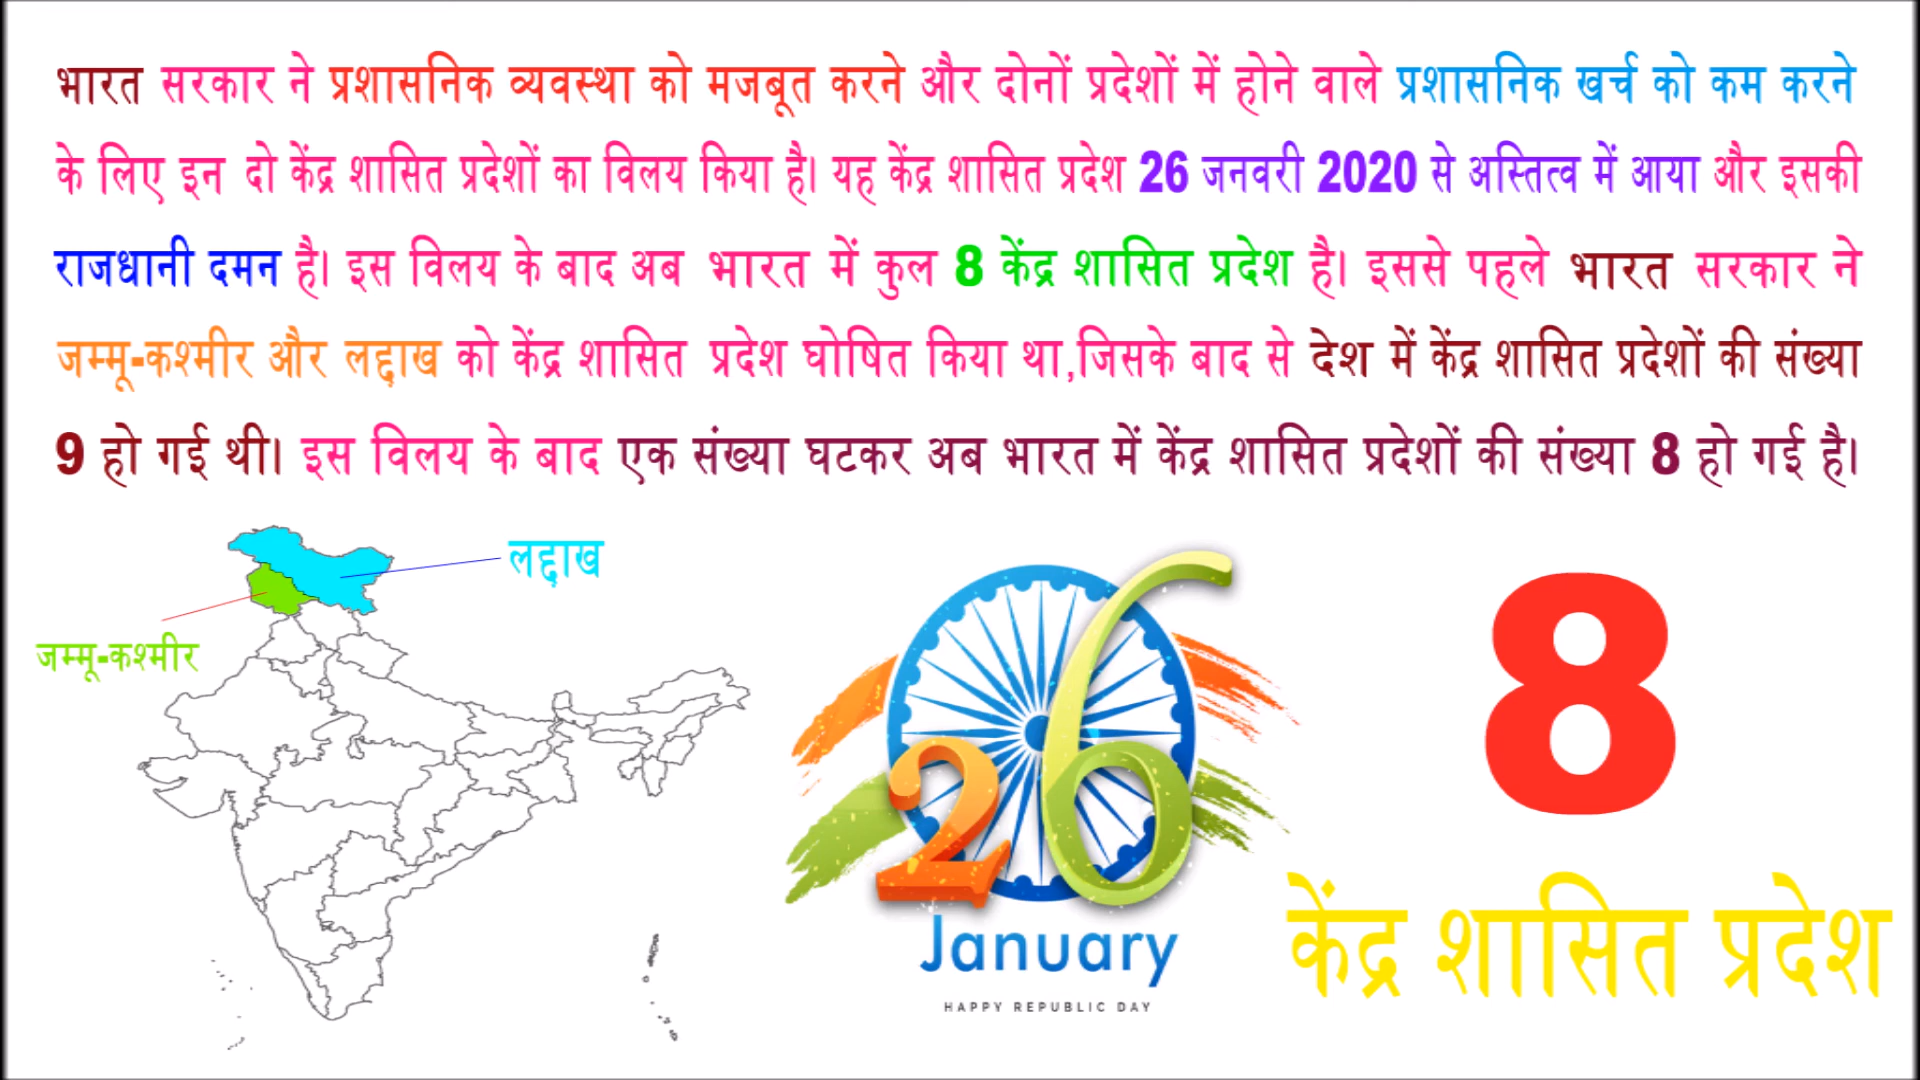 भारत सरकार ने प्रशासनिक व्यवस्था को मजबूत करने और दोनों प्रदेशों में होने वाले प्रशासनिक खर्च को कम करने
के लिए इन दो केंद्र शासित प्रदेशों का विलय किया है। यह केंद्र शासित प्रदेश 26 जनवरी 2020 से अस्तित्व में आया और इसकी
राजधानी दमन है। इस विलय के बाद अब भारत में कुल 8 केंद्र शासित प्रदेश है। इससे पहले भारत सरकार ने
जम्मू-कश्मीर और लद्दाख को केंद्र शासित प्रदेश घोषित किया था,जिसके बाद से देश में केंद्र शासित प्रदेशों की संख्या
9 हो गई थी। इस विलय के बाद एक संख्या घटकर अब भारत में केंद्र शासित प्रदेशों की संख्या 8 हो गई है।
लद्दाख
जम्मू-कश्मीर
26
January
HAPPY REPUBLIC DAY
8
केंद्र शासित प्रदेश